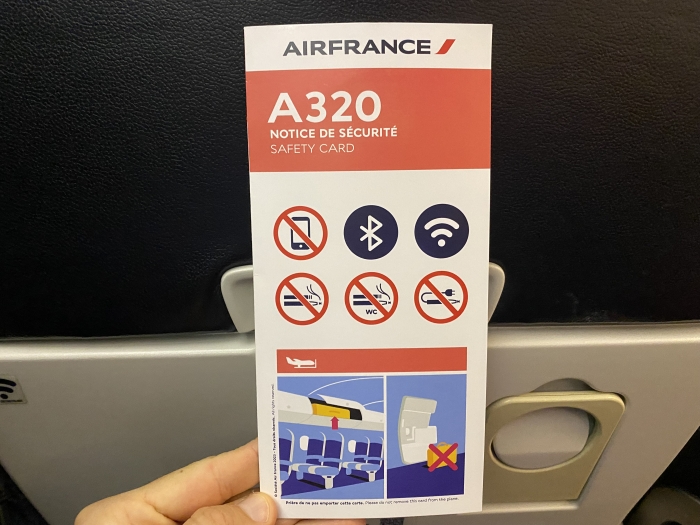 AIRFRANCE
A320
NOTICE DE SÉCURITÉ
SAFETY CARD
WC
Prière de ne pas emporter cette carte. Please do not remove this card from the plane.